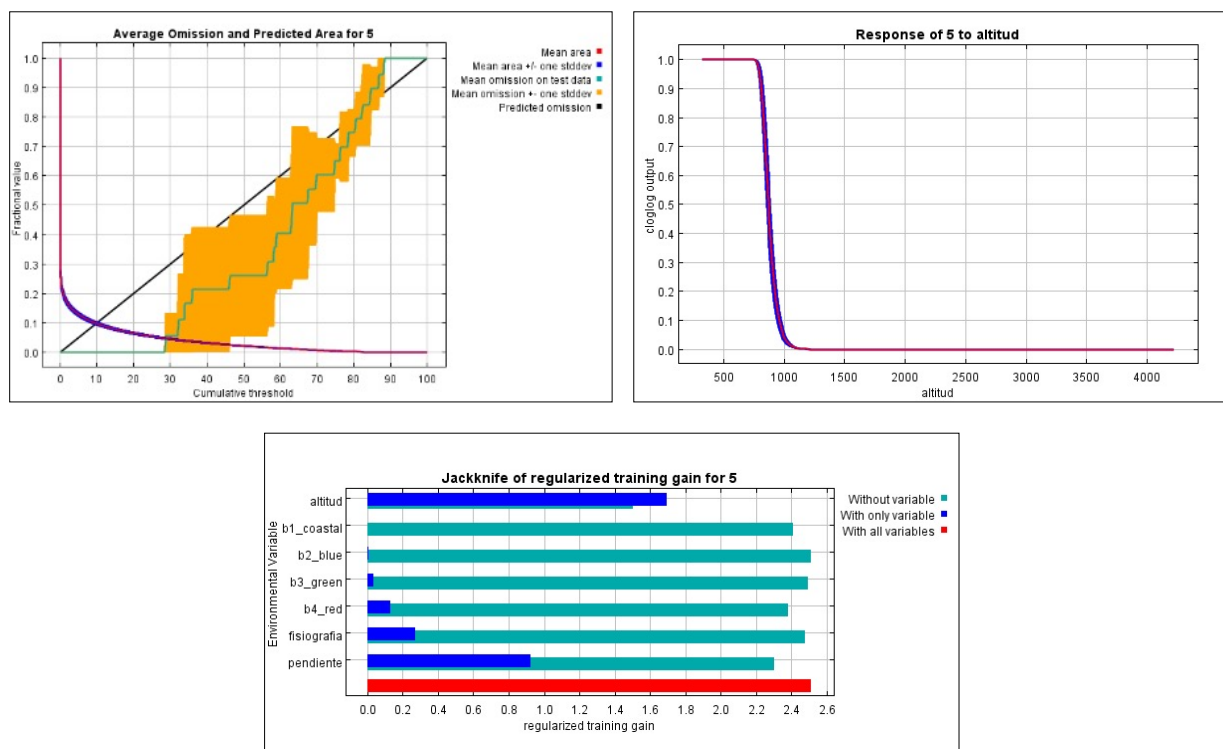 Average Omission and Predicted Area for 5
Mean area
Mean area +/- one stddev
Mean omission on test data
Mean omission +- one stddev
Predicted omission
Fractional value
1.0
0.9
0.8
0.7
0.6
0.5
0.4
0.3
0.2
0.1
0.0
0 10 20 30 40 50 60 70 80 90 100
Cumulative threshold
Response of 5 to altitud
cloglog output
1.0
0.9
0.8
0.7
0.6
0.5
0.4
0.3
0.2
0.1
0.0
500 1000 1500 2000 2500 3000 3500 4000
altitud
Jackknife of regularized training gain for 5
Environmental Variable
altitud
b1_coastal
b2_blue
b3_green
b4_red
fisiografia
pendiente
Without variable
With only variable
With all variables
0.0 0.2 0.4 0.6 0.8 1.0 1.2 1.4 1.6 1.8 2.0 2.2 2.4 2.6
regularized training gain